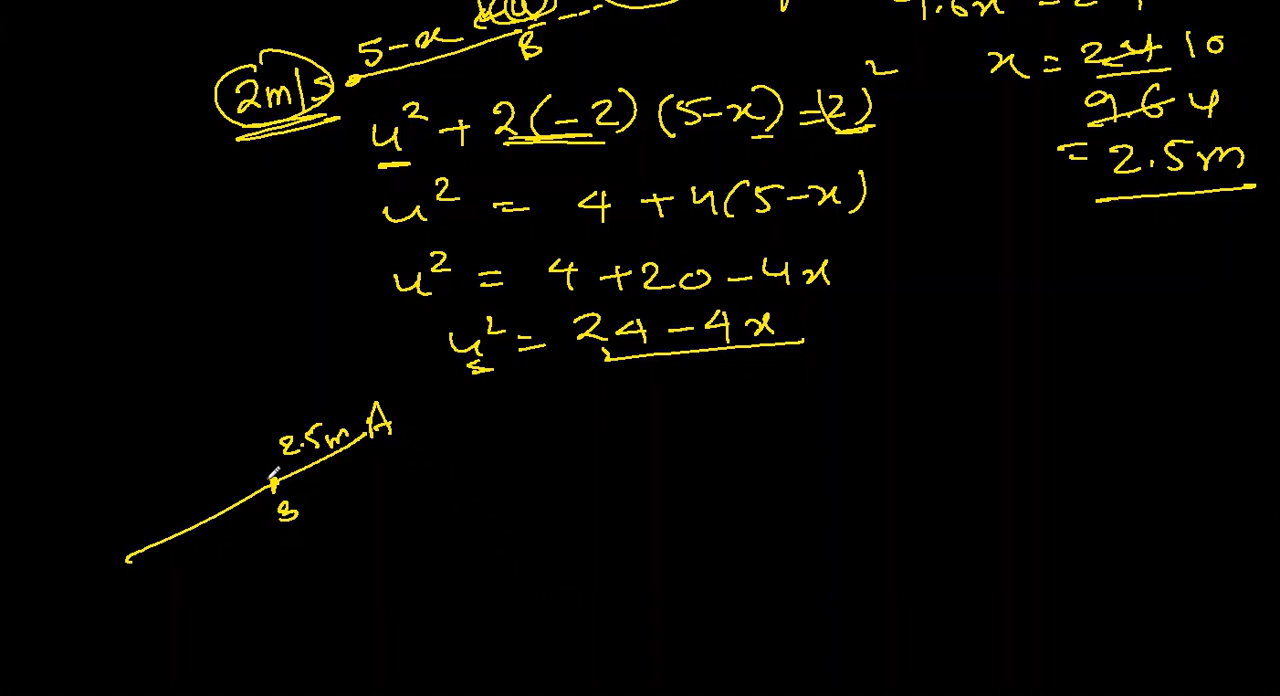 5-x
B
2m/s
u² + 2(-2) (5-x) = (2)²
u² = 4 + 4(5-x)
u² = 4 + 20 - 4x
u² = 24 - 4x
x = 24 10
9.6 4
= 2.5m
2.5m A
B